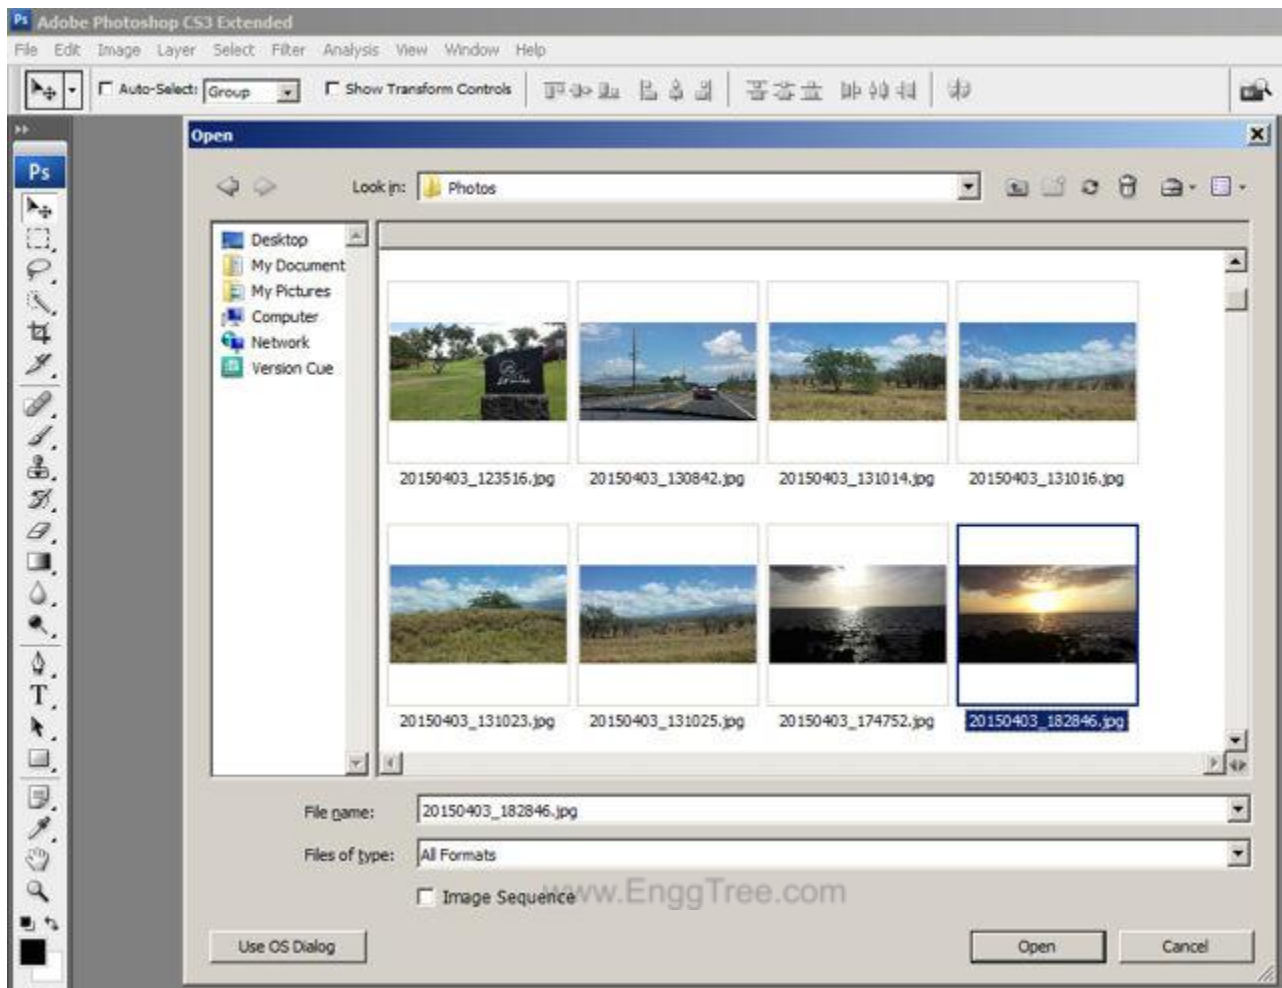 Ps Adobe Photoshop CS3 Extended
File Edit Image Layer Select Filter Analysis View Window Help
Auto-Select: Group Show Transform Controls
Open
Ps
Look in: Photos
Desktop
My Document
My Pictures
Computer
Network
Version Cue
20150403_123516.jpg 20150403_130842.jpg 20150403_131014.jpg 20150403_131016.jpg
20150403_131023.jpg 20150403_131025.jpg 20150403_174752.jpg 20150403_182846.jpg
File name: 20150403_182846.jpg
Files of type: All Formats
Image Sequence
www.EnggTree.com
Use OS Dialog Open Cancel